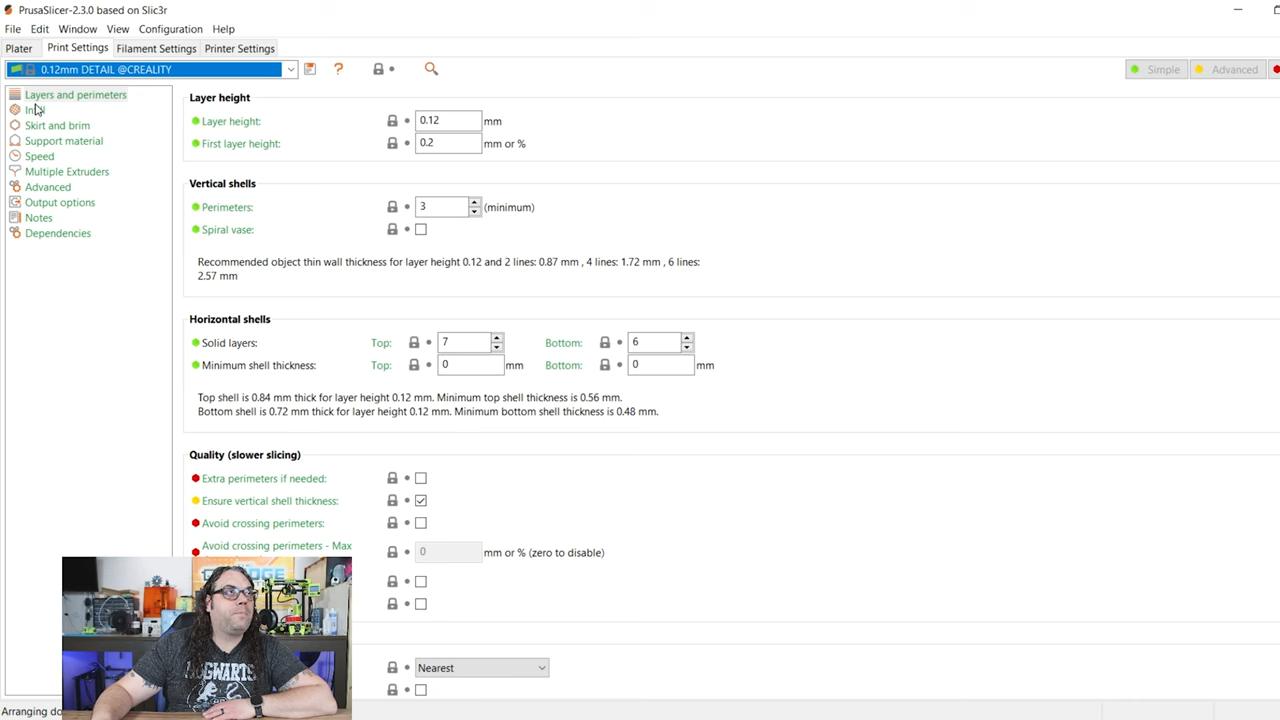 PrusaSlicer-2.3.0 based on Slic3r
File Edit Window View Configuration Help
Plater Print Settings Filament Settings Printer Settings
0.12mm DETAIL @CREALITY
?
Simple Advanced
Layers and perimeters
Skirt and brim
Support material
Speed
Multiple Extruders
Advanced
Output options
Notes
Dependencies
Layer height
Layer height: 0.12 mm
First layer height: 0.2 mm or %
Vertical shells
Perimeters: 3 (minimum)
Spiral vase:
Recommended object thin wall thickness for layer height 0.12 and 2 lines: 0.87 mm , 4 lines: 1.72 mm , 6 lines:
2.57 mm
Horizontal shells
Solid layers: Top: 7 Bottom: 6
Minimum shell thickness: Top: 0 mm Bottom: 0 mm
Top shell is 0.84 mm thick for layer height 0.12 mm. Minimum top shell thickness is 0.56 mm.
Bottom shell is 0.72 mm thick for layer height 0.12 mm. Minimum bottom shell thickness is 0.48 mm.
Quality (slower slicing)
Extra perimeters if needed:
Ensure vertical shell thickness:
Avoid crossing perimeters:
Avoid crossing perimeters - Max
0 mm or % (zero to disable)
Nearest
HOGWARTS
Arranging